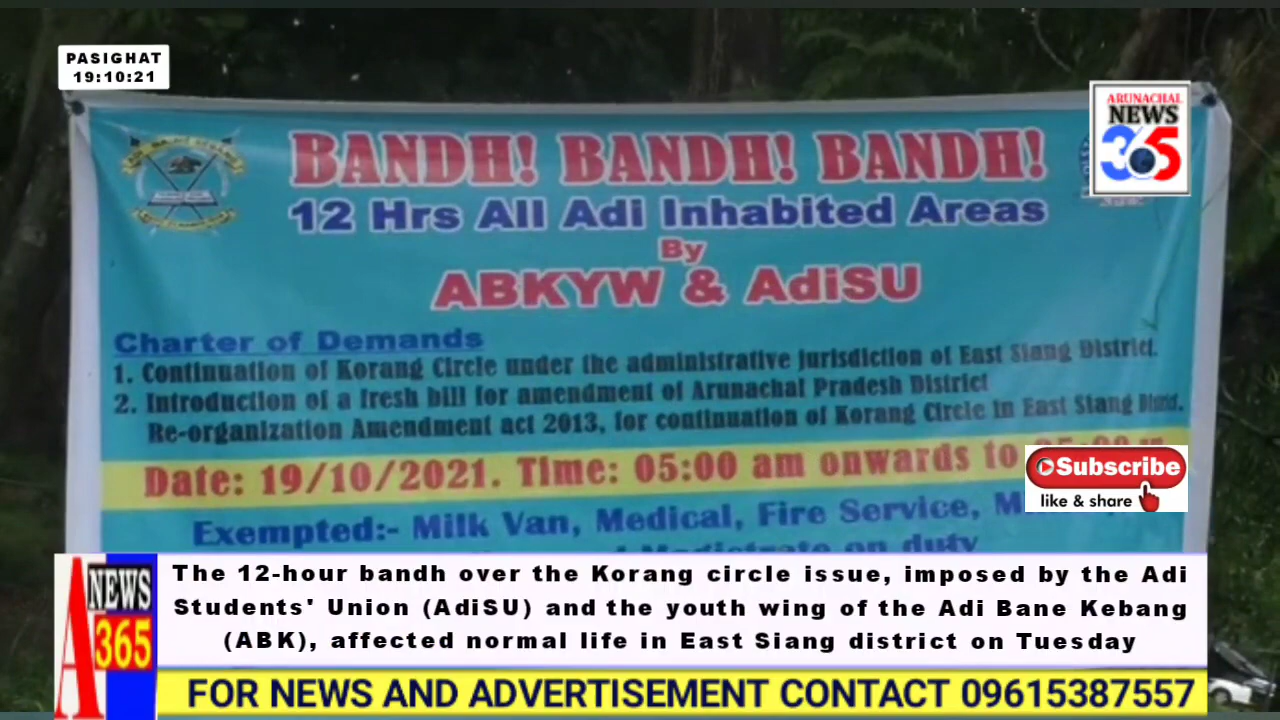 PASIGHAT
19:10:21
ARUNACHAL
NEWS
365
BANDH! BANDH! BANDH!
12 Hrs All Adi Inhabited Areas
By
ABKYW & AdiSU
Charter of Demands
1. Continuation of Korang Circle under the administrative jurisdiction of East Siang District.
2. Introduction of a fresh bill for amendment of Arunachal Pradesh District
Re-organization Amendment act 2013, for continuation of Korang Circle in East Siang District.
Date: 19/10/2021. Time: 05:00 am onwards to
Subscribe
like & share
Exempted:- Milk Van, Medical, Fire Service,
Magistrate on duty
A NEWS
365
The 12-hour bandh over the Korang circle issue, imposed by the Adi
Students' Union (AdiSU) and the youth wing of the Adi Bane Kebang
(ABK), affected normal life in East Siang district on Tuesday
FOR NEWS AND ADVERTISEMENT CONTACT 09615387557